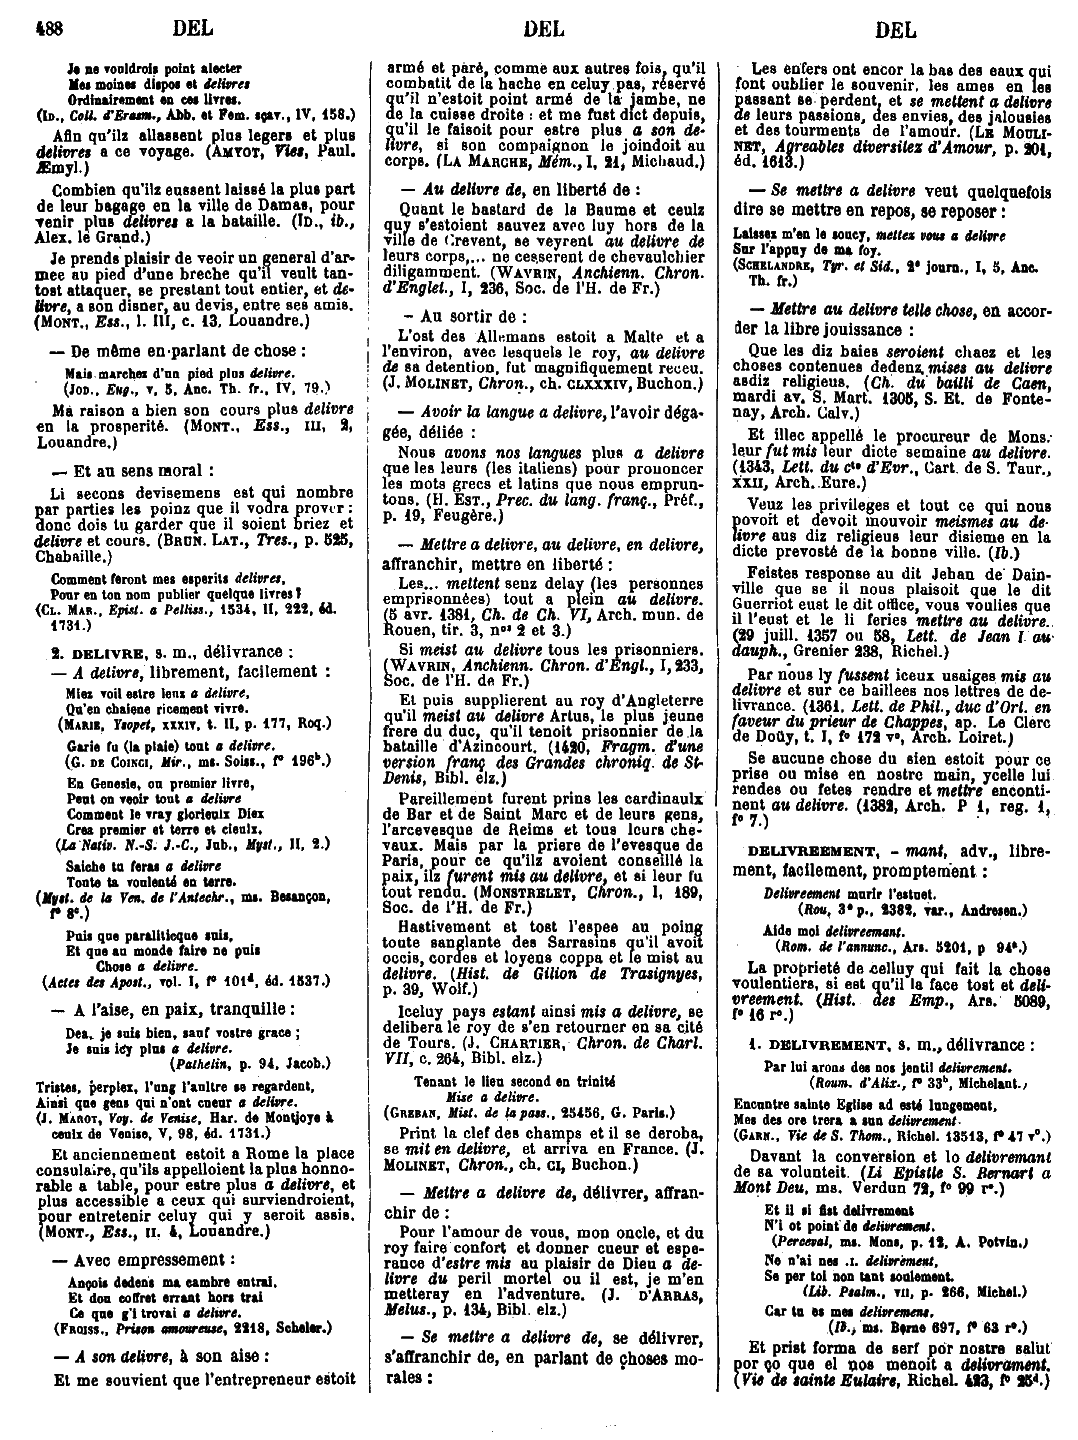 488 DEL DEL DEL
Je ne vouldrois point alecter
Mes moines dispos et delivres
Ordinairement en ces livres.
(ID., Coll. d'Erasm., Abb. et Fem. sçav., IV, 158.)
Afin qu'ilz allassent plus legers et plus
delivres a ce voyage. (AMYOT, Vies, Paul.
Æmyl.)
Combien qu'ilz eussent laissé la plus part
de leur bagage en la ville de Damas, pour
venir plus delivres a la bataille. (ID., ib.,
Alex. le Grand.)
Je prends plaisir de veoir un general d'ar-
mee au pied d'une breche qu'il veult tan-
tost attaquer, se prestant tout entier, et de-
livre, a son disner, au devis, entre ses amis.
(MONT., Ess., l. III, c. 13, Louandre.)
— De même en parlant de chose :
Mais marchez d'un pied plus delivre.
(JOD., Eug., v, 5, Anc. Th. fr., IV, 79.)
Ma raison a bien son cours plus delivre
en la prosperité. (MONT., Ess., III, 2,
Louandre.)
— Et au sens moral :
Li secons devisemens est qui nombre
par parties les poinz que il vodra prover :
donc dois tu garder que il soient briez et
delivre et cours. (BRUN. LAT., Tres., p. 525,
Chabaille.)
Comment feront mes esperits delivres,
Pour en ton nom publier quelque livres ?
(CL. MAR., Epist. a Pelliss., 1534, II, 222, éd.
1731.)
2. DELIVRE, s. m., délivrance :
— A delivre, librement, facilement :
Miez voil estre leux a delivre,
Qu'en chaiene ricement vivre.
(MARIE, Ysopet, XXXIV, t. II, p. 177, Roq.)
Garie fu (la plaie) tout a delivre.
(G. DE COINCI, Mir., ms. Soiss., f° 196b.)
En Genesie, ou premier livre,
Peut on veoir tout a delivre
Comment le vray glorieulx Diex
Crea premier et terre et cieulx.
(La Nativ. N.-S. J.-C., Jub., Myst., II, 2.)
Saiche tu feras a delivre
Toute ta voulenté en terre.
(Myst. de la Ven. de l'Antechr., ms. Besançon,
f° 8c.)
Puis que paraliticque suis,
Et que au monde faire ne puis
Chose a delivre.
(Actes des Apost., vol. I, f° 101d, éd. 1537.)
— A l'aise, en paix, tranquille :
Dea, je suis bien, sauf vostre grace ;
Je suis icy plus a delivre.
(Pathelin, p. 94, Jacob.)
Tristes, perplex, l'ung l'aultre se regardent,
Ainsi que gens qui n'ont cueur a delivre.
(J. MAROT, Voy. de Venise, Har. de Montjoye à
ceulx de Venise, V, 98, éd. 1731.)
Et anciennement estoit a Rome la place
consulaire, qu'ils appelloient la plus honno-
rable a table, pour estre plus a delivre, et
plus accessible a ceux qui surviendroient,
pour entretenir celuy qui y seroit assis.
(MONT., Ess., II. 4, Louandre.)
— Avec empressement :
Ançois dedens ma cambre entrai,
Et dou coffret erraut hors trai
Ce que g'i trovai a delivre.
(FROISS., Prison amoureuse, 2218, Scheler.)
— A son delivre, à son aise :
Et me souvient que l'entrepreneur estoit
armé et paré, comme aux autres fois, qu'il
combatit de la hache en celuy pas, réservé
qu'il n'estoit point armé de la jambe, ne
de la cuisse droite : et me fust dict depuis,
qu'il le faisoit pour estre plus a son de-
livre, si son compaignon le joindoit au
corps. (LA MARCHE, Mém., I, 21, Michaud.)
— Au delivre de, en liberté de :
Quant le bastard de la Baume et ceulz
quy s'estoient sauvez avec luy hors de la
ville de Crevent, se veyrent au delivre de
leurs corps,... ne cesserent de chevaulchier
diligamment. (WAVRIN, Anchienn. Chron.
d'Englet., I, 236, Soc. de l'H. de Fr.)
- Au sortir de :
L'ost des Allemans estoit a Malte et a
l'environ, avec lesquels le roy, au delivre
de sa detention, fut magnifiquement receu.
(J. MOLINET, Chron., ch. CLXXXIV, Buchon.)
— Avoir la langue a delivre, l'avoir déga-
gée, déliée :
Nous avons nos langues plus a delivre
que les leurs (les italiens) pour prononcer
les mots grecs et latins que nous emprun-
tons. (H. EST., Prec. du lang. franç., Préf.,
p. 19, Feugère.)
— Mettre a delivre, au delivre, en delivre,
affranchir, mettre en liberté :
Les... mettent senz delay (les personnes
emprisonnées) tout a plein au delivre.
(5 avr. 1381, Ch. de Ch. VI, Arch. mun. de
Rouen, tir. 3, nos 2 et 3.)
Si meist au delivre tous les prisonniers.
(WAVRIN, Anchienn. Chron. d'Engl., I, 233,
Soc. de l'H. de Fr.)
Et puis supplierent au roy d'Angleterre
qu'il meist au delivre Artus, le plus jeune
frere du duc, qu'il tenoit prisonnier de la
bataille d'Azincourt. (1420, Fragm. d'une
version franç des Grandes chroniq. de St-
Denis, Bibl. elz.)
Pareillement furent prins les cardinaulx
de Bar et de Saint Marc et de leurs gens,
l'arcevesque de Reims et tous leurs che-
vaux. Mais par la priere de l'evesque de
Paris, pour ce qu'ilz avoient conseillé la
paix, ilz furent mis au delivre, et si leur fu
tout rendu. (MONSTRELET, Chron., I, 189,
Soc. de l'H. de Fr.)
Hastivement et tost l'espee au poing
toute sanglante des Sarrasins qu'il avoit
occis, cordes et loyens coppa et le mist au
delivre. (Hist. de Gilion de Trasignyes,
p. 39, Wolf.)
Iceluy pays estant ainsi mis a delivre, se
delibera le roy de s'en retourner en sa cité
de Tours. (J. CHARTIER, Chron. de Charl.
VII, c. 264, Bibl. elz.)
Tenant le lieu second en trinité
Mise a delivre.
(GREBAN, Mist. de la pass., 25456, G. Paris.)
Print la clef des champs et il se deroba,
se mit en delivre, et arriva en France. (J.
MOLINET, Chron., ch. CI, Buchon.)
— Mettre a delivre de, délivrer, affran-
chir de :
Pour l'amour de vous, mon oncle, et du
roy faire confort et donner cueur et espe-
rance d'estre mis au plaisir de Dieu a de-
livre du peril mortel ou il est, je m'en
metteray en l'adventure. (J. D'ARRAS,
Melus., p. 134, Bibl. elz.)
— Se mettre a delivre de, se délivrer,
s'affranchir de, en parlant de choses mo-
rales :
Les enfers ont encor la bas des eaux qui
font oublier le souvenir, les ames en les
passant se perdent, et se mettent a delivre
de leurs passions, des envies, des jalousies
et des tourments de l'amour. (LE MOULI-
NET, Agreables diversitez d'Amour, p. 201,
éd. 1613.)
— Se mettre a delivre veut quelquefois
dire se mettre en repos, se reposer :
Laissez m'en le soucy, mettez vous a delivre
Sur l'appuy de ma foy.
(SCHELANDRE, Tyr. et Sid., 2e journ., I, 5, Anc.
Th. fr.)
— Mettre au delivre telle chose, en accor-
der la libre jouissance :
Que les diz baies seroient chaez et les
choses contenues dedenz mises au delivre
asdiz religieus. (Ch. du bailli de Caen,
mardi av. S. Mart. 1305, S. Et. de Fonte-
nay, Arch. Calv.)
Et illec appellé le procureur de Mons.
leur fut mis leur dicte semaine au delivre.
(1343, Lett. du cte d'Evr., Cart. de S. Taur.,
XXII, Arch. Eure.)
Veuz les privileges et tout ce qui nous
povoit et devoit mouvoir meismes au de-
livre aus diz religieus leur disieme en la
dicte prevosté de la bonne ville. (Ib.)
Feistes response au dit Jehan de Dain-
ville que se il nous plaisoit que le dit
Guerriot eust le dit office, vous voulies que
il l'eust et le li feries mettre au delivre.
(29 juill. 1357 ou 58, Lett. de Jean I au
dauph., Grenier 238, Richel.)
Par nous ly fussent iceux usaiges mis au
delivre et sur ce baillees nos lettres de de-
livrance. (1361, Lett. de Phil., duc d'Orl. en
faveur du prieur de Chappes, ap. Le Clerc
de Doüy, t. I, f° 172 v°, Arch. Loiret.)
Se aucune chose du sien estoit pour ce
prise ou mise en nostre main, ycelle lui
rendes ou fetes rendre et mettre enconti-
nent au delivre. (1382, Arch. P 1, reg. 1,
f° 7.)
DELIVREEMENT, - mant, adv., libre-
ment, facilement, promptement :
Delivreement murir l'estuet.
(Rou, 3e p., 2382, var., Andresen.)
Aide moi delivreemant.
(Rom. de l'annunc., Ars. 5201, p 94a.)
La proprieté de celluy qui fait la chose
voulentiers, si est qu'il la face tost et deli-
vreement. (Hist. des Emp., Ars. 5089,
f° 16 r°.)
1. DELIVREMENT, s. m., délivrance :
Par lui arons des nos jentil delivrement.
(Roum. d'Alix., f° 33b, Michelant.)
Encuntre sainte Eglise ad esté lungement,
Mes des ore trera a sun delivrement.
(GARN., Vie de S. Thom., Richel. 13513, f° 47 v°.)
Davant la conversion et lo delivremant
de sa volunteit. (Li Epistle S. Bernart a
Mont Deu, ms. Verdun 72, f° 99 r°.)
Et il si fist delivrement
N'i ot point de delivrement.
(Perceval, ms. Mons, p. 12, A. Potvin.)
Ne n'ai nes .I. delivrement,
Se per toi non tant soulement.
(Lib. Psalm., VII, p. 266, Michel.)
Car tu es mes delivremens.
(Ib., ms. Berne 697, f° 63 r°.)
Et prist forma de serf por nostre salut
por ço que el nos menoit a delivrament.
(Vie de sainte Eulaire, Richel. 423, f° 25d.)